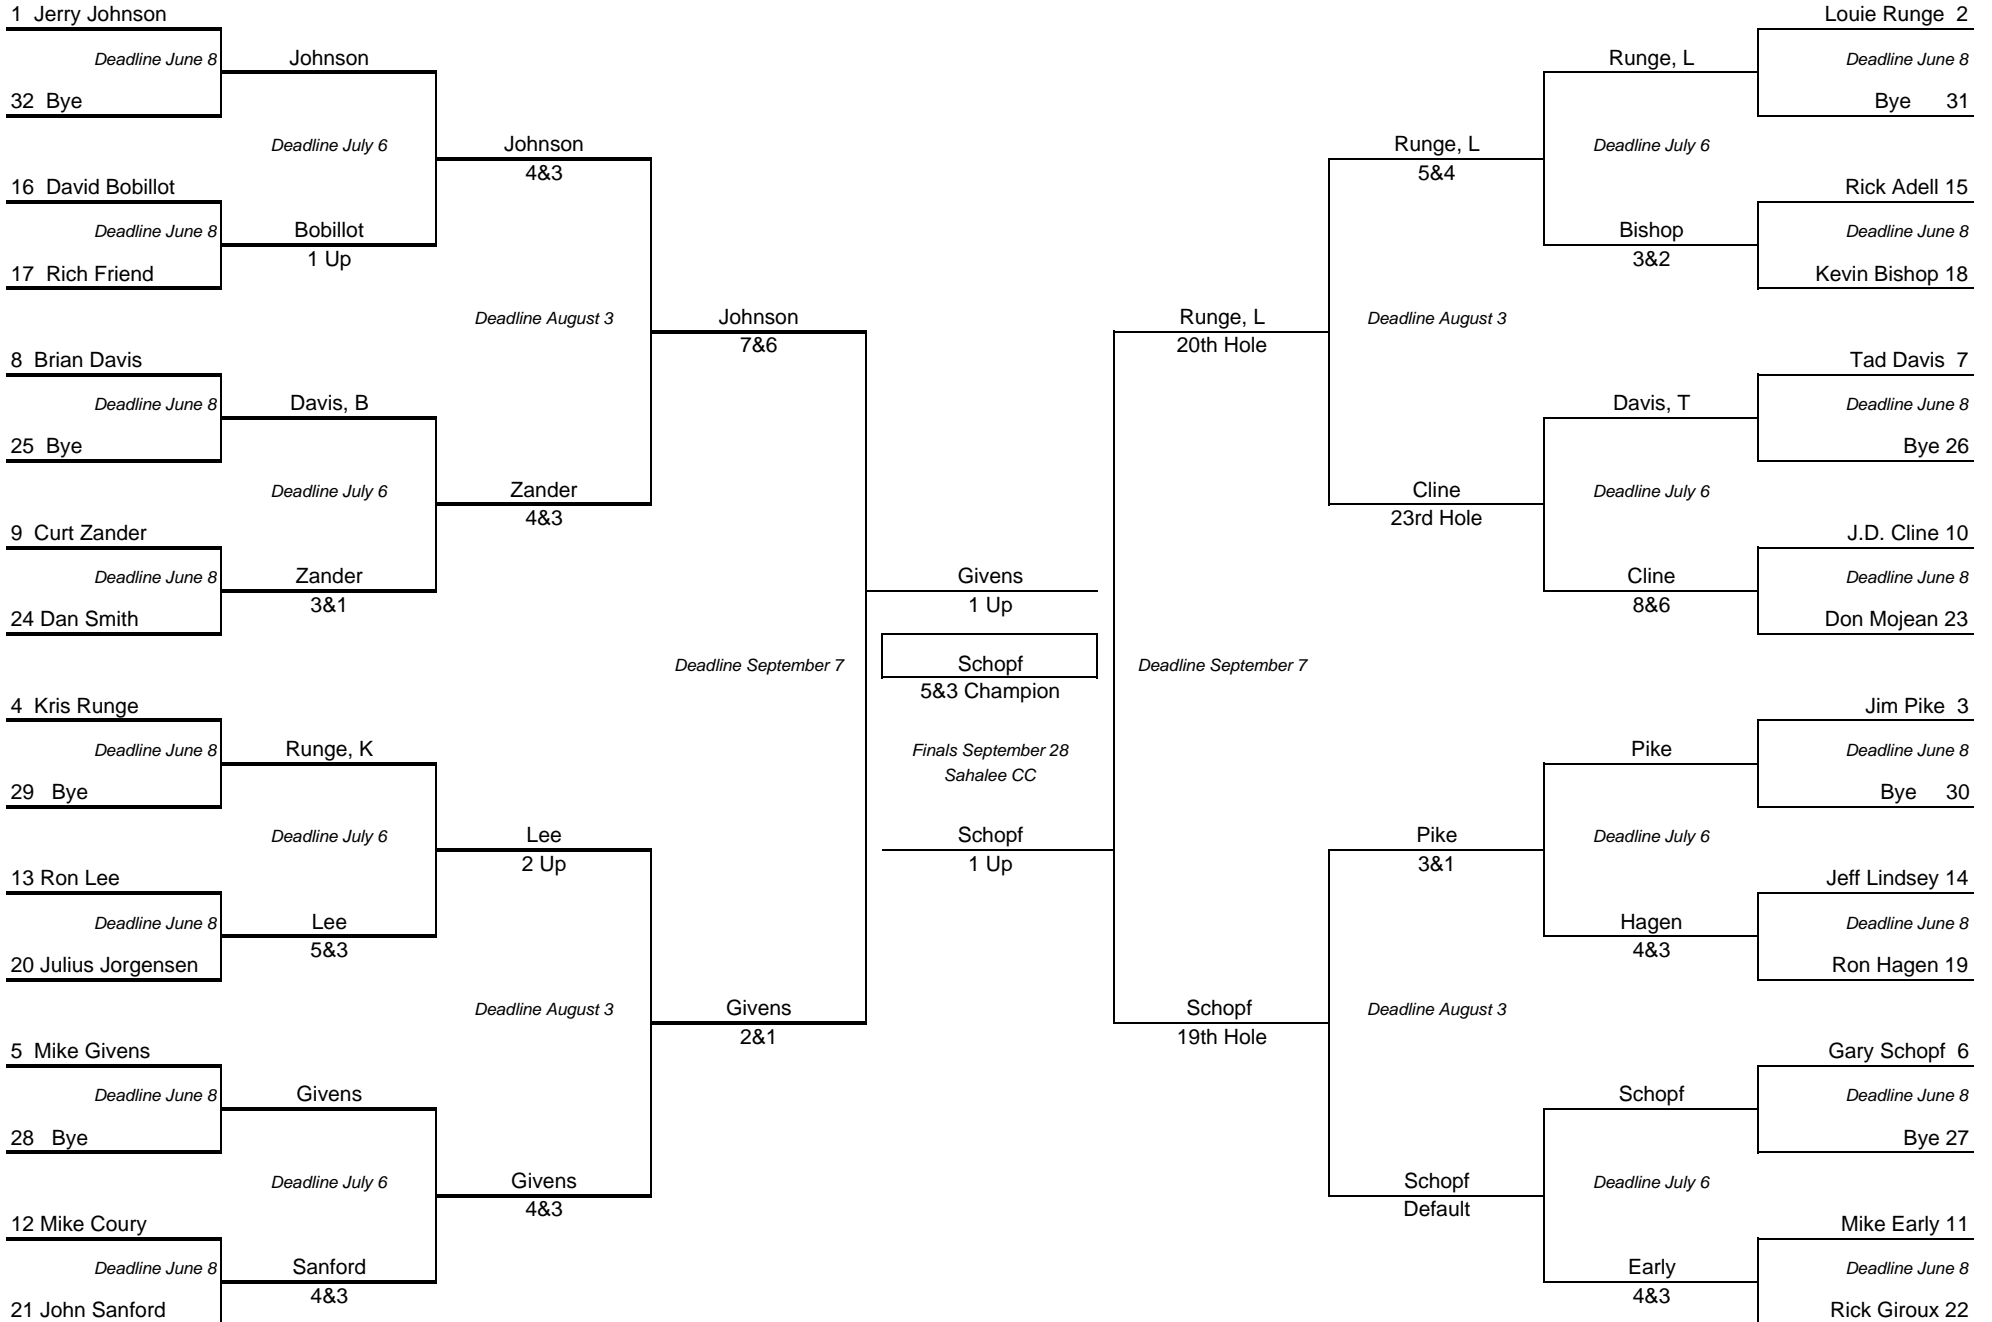 1 Jerry Johnson
Deadline June 8
32 Bye
16 David Bobillot
Deadline June 8
17 Rich Friend
8 Brian Davis
Deadline June 8
25 Bye
9 Curt Zander
Deadline June 8
24 Dan Smith
4 Kris Runge
Deadline June 8
29 Bye
13 Ron Lee
Deadline June 8
20 Julius Jorgensen
5 Mike Givens
Deadline June 8
28 Bye
12 Mike Coury
Deadline June 8
21 John Sanford
Johnson
Deadline July 6
Bobillot
1 Up
Davis, B
Deadline July 6
Zander
3&1
Runge, K
Deadline July 6
Lee
5&3
Givens
Deadline July 6
Sanford
4&3
Johnson
4&3
Deadline August 3
Zander
4&3
Lee
2 Up
Deadline August 3
Givens
4&3
Johnson
7&6
Deadline September 7
Givens
2&1
Givens
1 Up
Schopf
5&3 Champion
Finals September 28
Sahalee CC
Schopf
1 Up
Runge, L
20th Hole
Deadline September 7
Schopf
19th Hole
Runge, L
5&4
Deadline August 3
Cline
23rd Hole
Pike
3&1
Deadline August 3
Schopf
Default
Runge, L
Deadline July 6
Bishop
3&2
Davis, T
Deadline July 6
Cline
8&6
Pike
Deadline July 6
Hagen
4&3
Schopf
Deadline July 6
Early
4&3
Louie Runge 2
Deadline June 8
Bye 31
Rick Adell 15
Deadline June 8
Kevin Bishop 18
Tad Davis 7
Deadline June 8
Bye 26
J.D. Cline 10
Deadline June 8
Don Mojean 23
Jim Pike 3
Deadline June 8
Bye 30
Jeff Lindsey 14
Deadline June 8
Ron Hagen 19
Gary Schopf 6
Deadline June 8
Bye 27
Mike Early 11
Deadline June 8
Rick Giroux 22